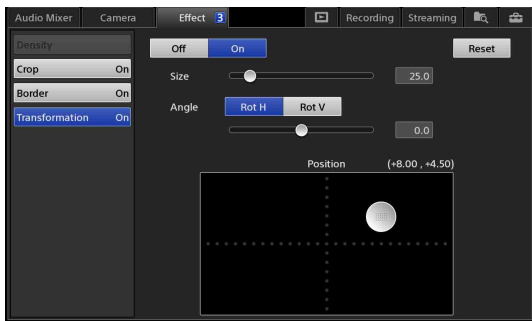 Audio Mixer Camera Effect 3 Recording Streaming
Density
Off On Reset
Crop On
Size 25.0
Border On
Angle Rot H Rot V
Transformation On
0.0
Position (+8.00 , +4.50)